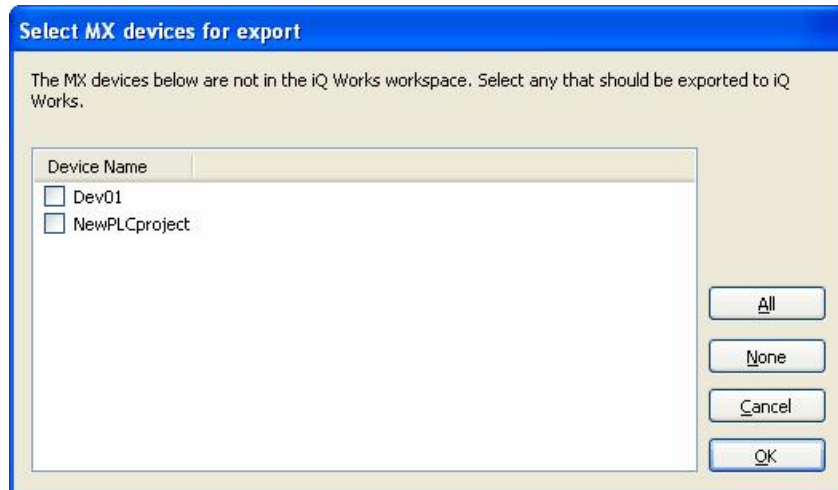 Select MX devices for export
The MX devices below are not in the iQ Works workspace. Select any that should be exported to iQ
Works.
Device Name
Dev01
NewPLCproject
All
None
Cancel
OK